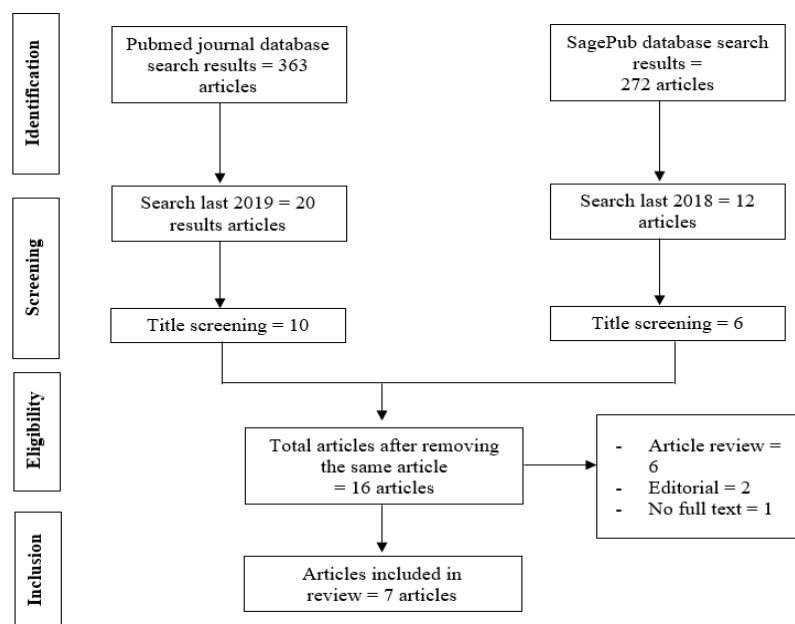 Identification
Pubmed journal database
search results = 363
articles
SagePub database search
results =
272 articles
Screening
Search last 2019 = 20
results articles
Search last 2018 = 12
articles
Title screening = 10
Title screening = 6
Eligibility
Total articles after removing
the same article
= 16 articles
- Article review =
6
- Editorial = 2
- No full text = 1
Inclusion
Articles included in
review = 7 articles